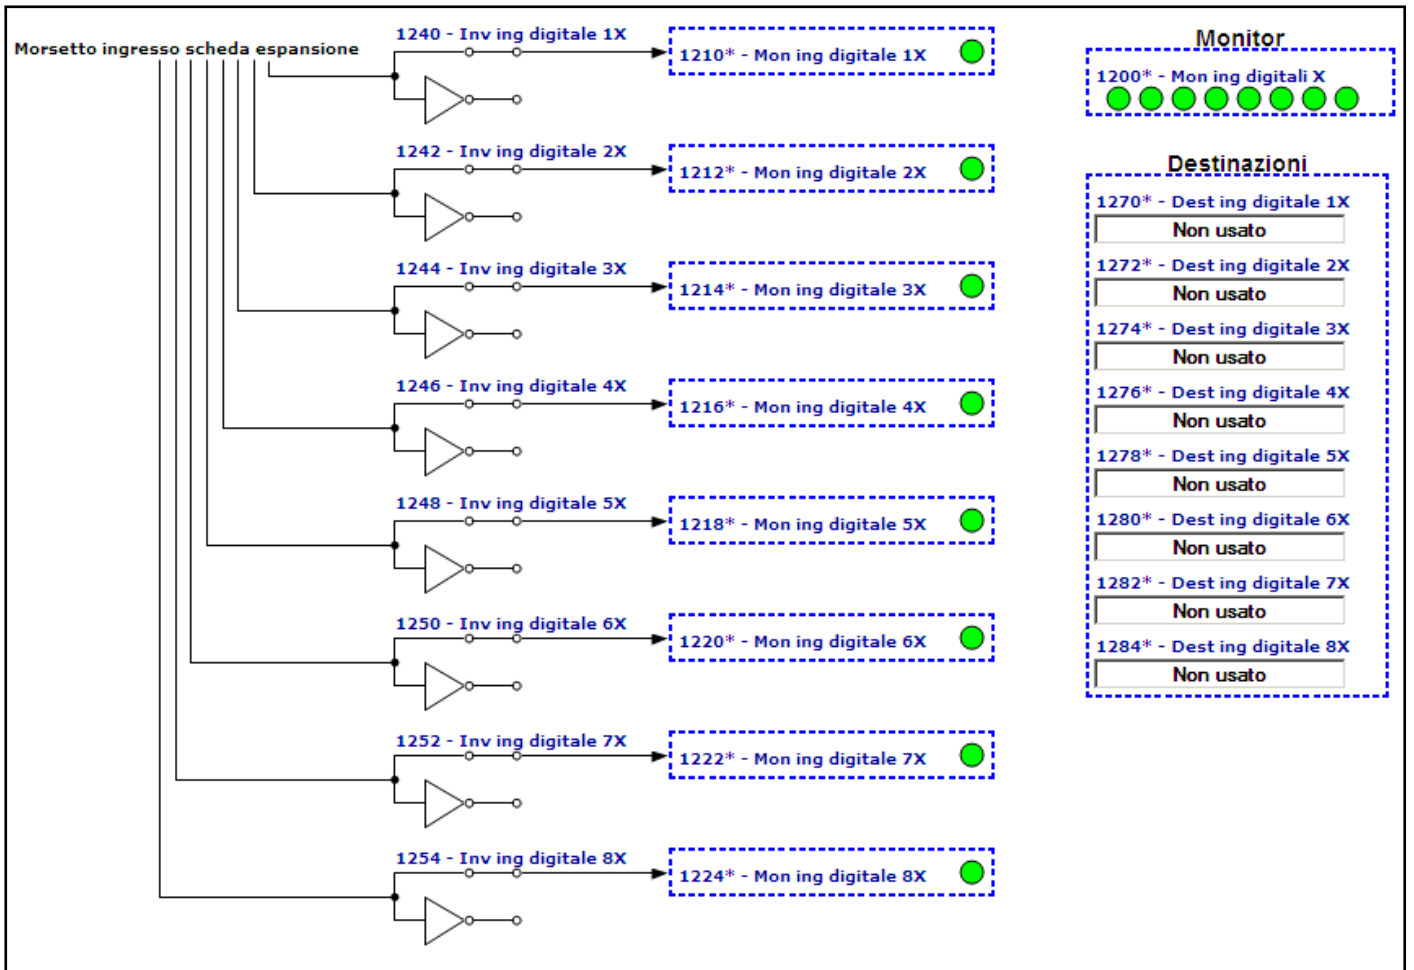 Morsetto ingresso scheda espansione
1240 - Inv ing digitale 1X
1210* - Mon ing digitale 1X
1242 - Inv ing digitale 2X
1212* - Mon ing digitale 2X
1244 - Inv ing digitale 3X
1214* - Mon ing digitale 3X
1246 - Inv ing digitale 4X
1216* - Mon ing digitale 4X
1248 - Inv ing digitale 5X
1218* - Mon ing digitale 5X
1250 - Inv ing digitale 6X
1220* - Mon ing digitale 6X
1252 - Inv ing digitale 7X
1222* - Mon ing digitale 7X
1254 - Inv ing digitale 8X
1224* - Mon ing digitale 8X
Monitor
1200* - Mon ing digitali X
Destinazioni
1270* - Dest ing digitale 1X
Non usato
1272* - Dest ing digitale 2X
Non usato
1274* - Dest ing digitale 3X
Non usato
1276* - Dest ing digitale 4X
Non usato
1278* - Dest ing digitale 5X
Non usato
1280* - Dest ing digitale 6X
Non usato
1282* - Dest ing digitale 7X
Non usato
1284* - Dest ing digitale 8X
Non usato